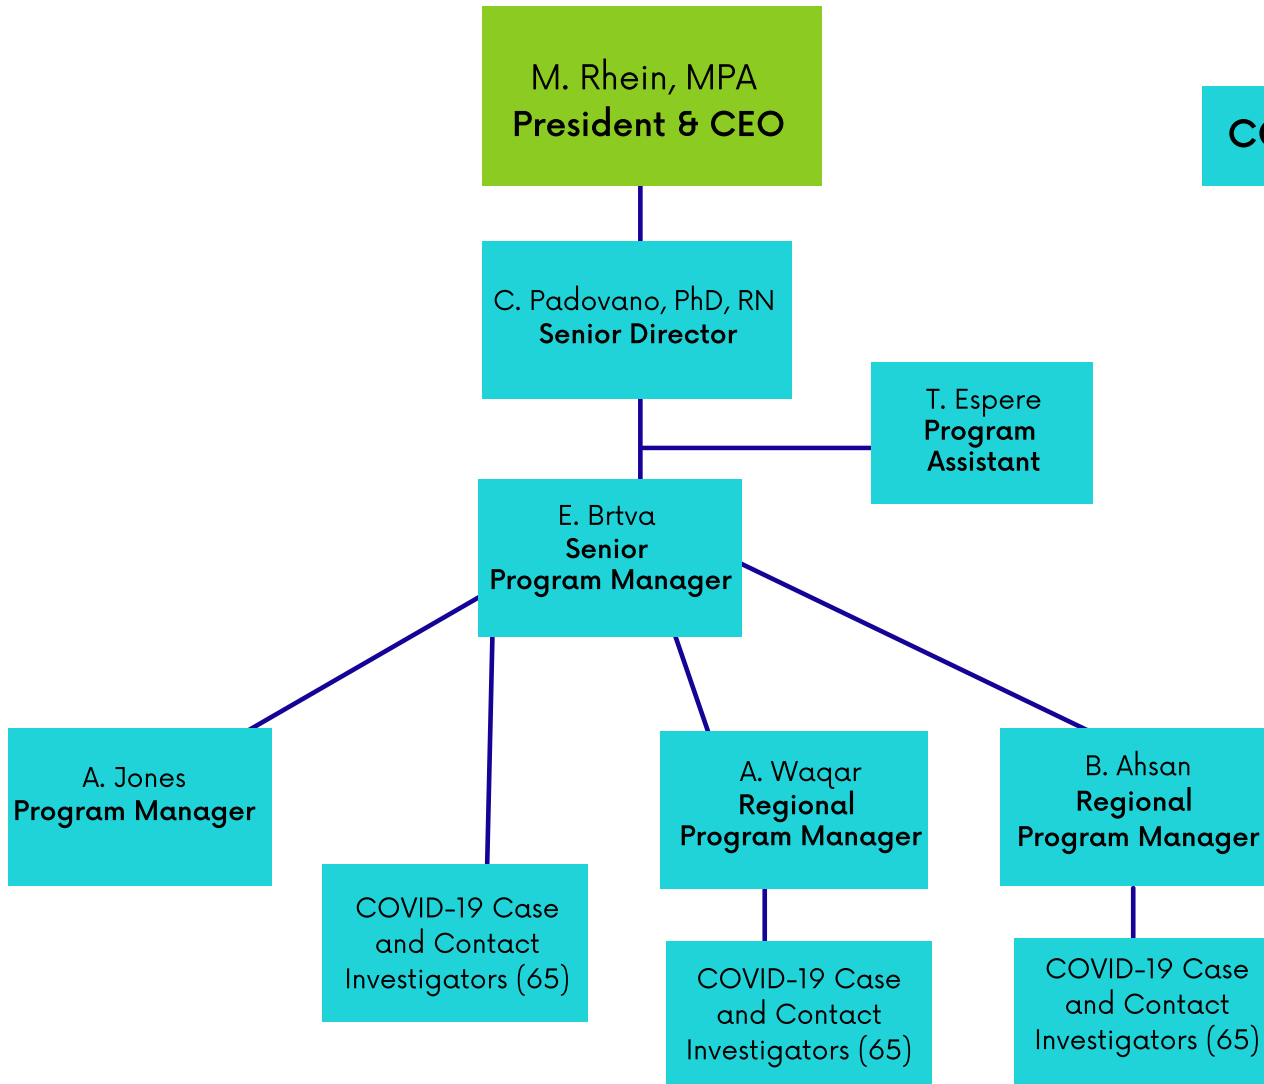 M. Rhein, MPA
President & CEO
C. Padovano, PhD, RN
Senior Director
T. Espere
Program
Assistant
E. Brtva
Senior
Program Manager
A. Jones
Program Manager
COVID-19 Case
and Contact
Investigators (65)
A. Waqar
Regional
Program Manager
COVID-19 Case
and Contact
Investigators (65)
B. Ahsan
Regional
Program Manager
COVID-19 Case
and Contact
Investigators (65)